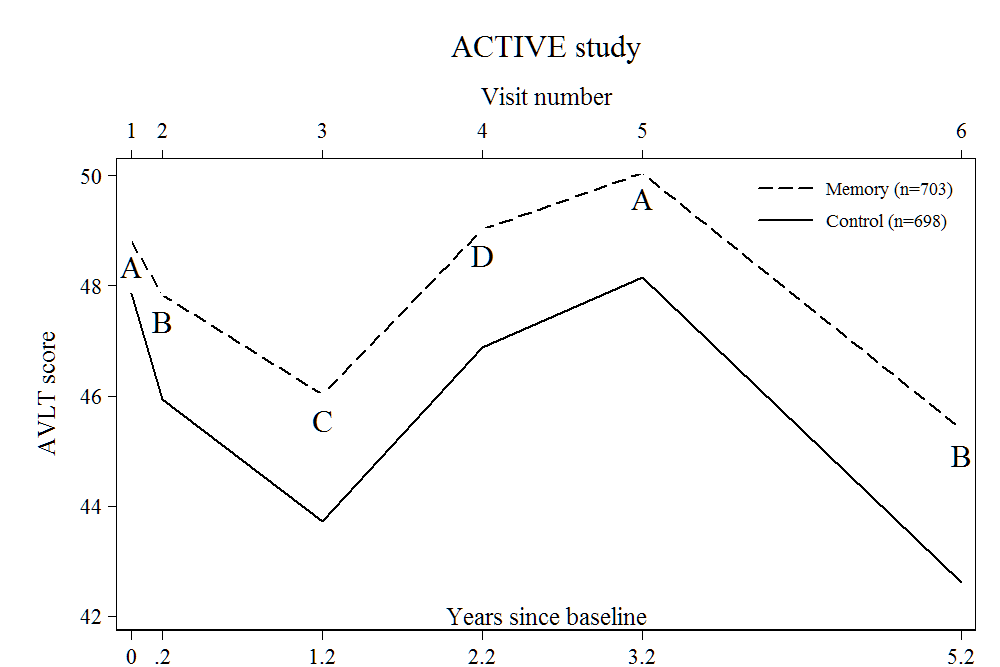 ACTIVE study
Visit number
1 2 3 4 5 6
50
48
46
44
42
AVLT score
Memory (n=703)
Control (n=698)
A
B
C
D
A
B
Years since baseline
0 .2 1.2 2.2 3.2 5.2